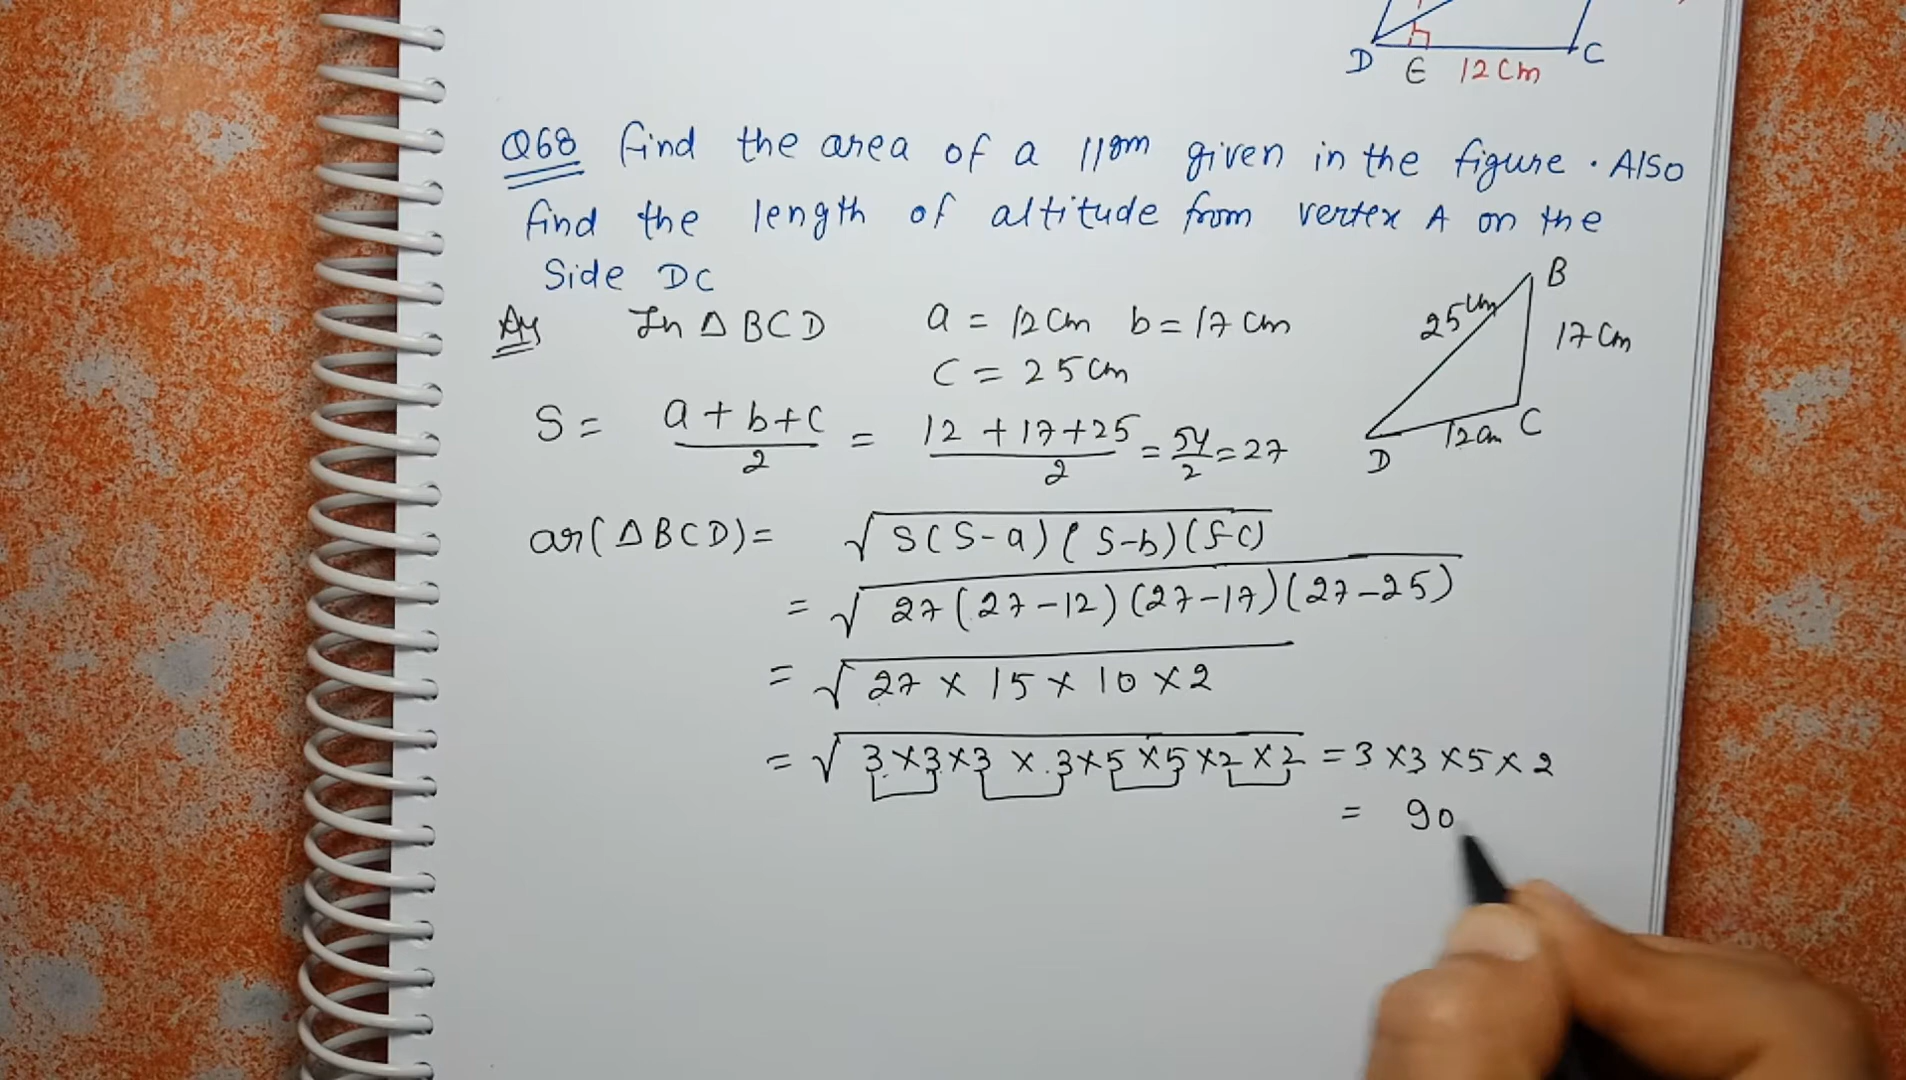 D E 12 Cm C
Q68 find the area of a 11gm given in the figure. Also
find the length of altitude from vertex A on the
Side DC
B
Ans In Δ BCD a = 12 Cm b = 17 Cm
25 Cm 17 Cm
C = 25 Cm
S = a + b + c / 2 = 12 + 17 + 25 / 2 = 54 / 2 = 27
12 Cm C
D
ar(ΔBCD) = √S(S-a)(S-b)(S-c)
= √27(27-12)(27-17)(27-25)
= √27 × 15 × 10 × 2
= √3×3×3 × 3×5×5×2×2 = 3×3×5×2
= 90